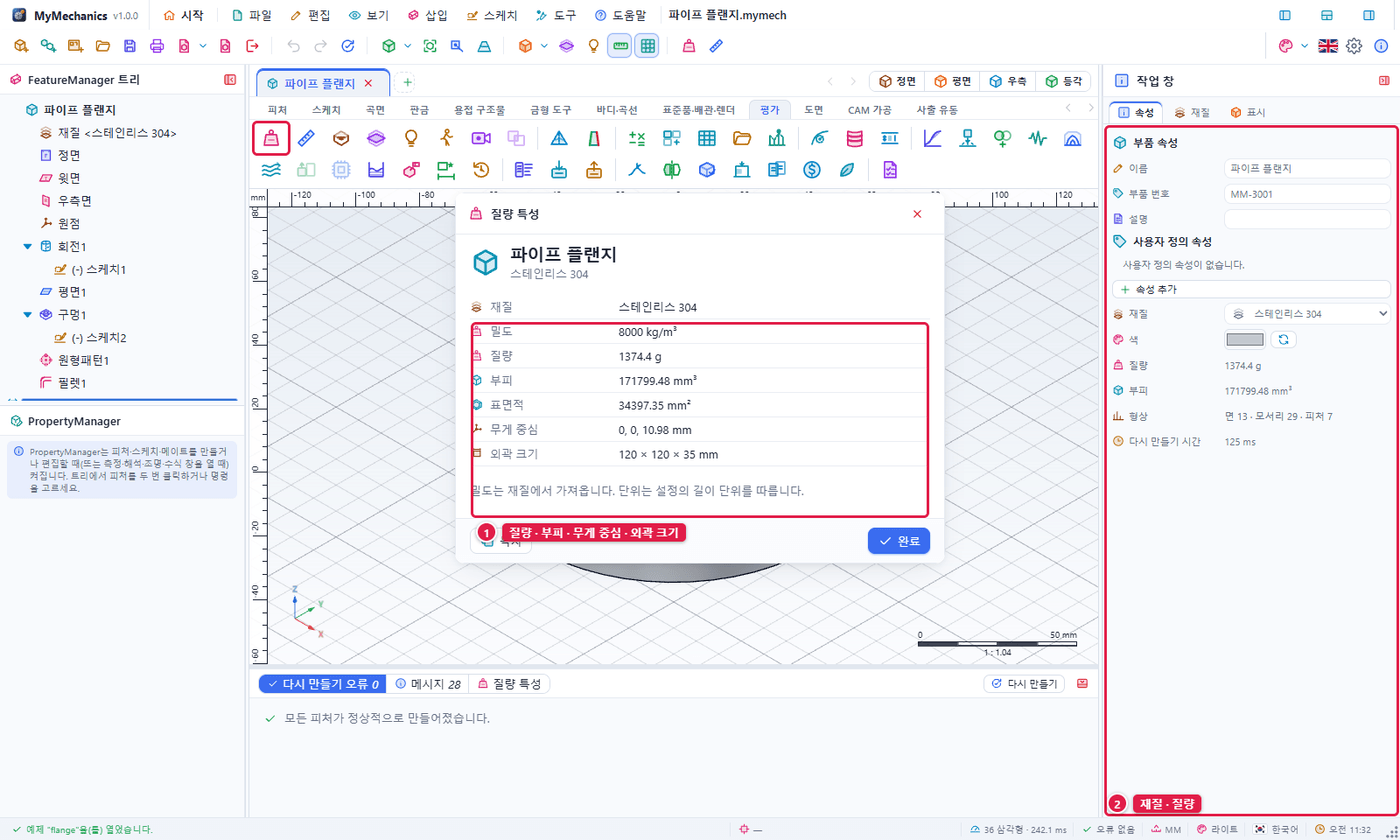 MyMechanics v1.0.0 시작 파일 편집 보기 삽입 스케치 도구 도움말 파이프 플랜지.mymech
FeatureManager 트리
파이프 플랜지
재질 <스테인리스 304>
정면
윗면
우측면
원점
회전1
(-) 스케치1
평면1
구멍1
(-) 스케치2
원형패턴1
필렛1
PropertyManager
PropertyManager는 피처·스케치·메이트를 만들거
나 편집할 때(또는 측정·해석·조명·수식 창을 열 때)
켜집니다. 트리에서 피처를 두 번 클릭하거나 명령
을 고르세요.
파이프 플랜지
정면 평면 우측 등각
피처 스케치 곡면 판금 용접 구조물 금형 도구 바디·곡선 표준품·배관·렌더 평가 도면 CAM 가공 사출 유동
mm -120 -100 -80 100 120
80
60
40
20
0
-20
-40
-60
질량 특성
파이프 플랜지
스테인리스 304
재질 스테인리스 304
밀도 8000 kg/m³
질량 1374.4 g
부피 171799.48 mm³
표면적 34397.35 mm²
무게 중심 0, 0, 10.98 mm
외곽 크기 120 × 120 × 35 mm
밀도는 재질에서 가져옵니다. 단위는 설정의 길이 단위를 따릅니다.
1 질량 · 부피 · 무게 중심 · 외곽 크기
완료
Z
Y
X
0 50 mm
1 : 1.04
다시 만들기 오류 0 메시지 28 질량 특성 다시 만들기
모든 피처가 정상적으로 만들어졌습니다.
작업 창
속성 재질 표시
부품 속성
이름 파이프 플랜지
부품 번호 MM-3001
설명
사용자 정의 속성
사용자 정의 속성이 없습니다.
속성 추가
재질 스테인리스 304
색
질량 1374.4 g
부피 171799.48 mm³
형상 면 13 · 모서리 29 · 피처 7
다시 만들기 시간 125 ms
2 재질 · 질량
예제 "flange"을(를) 열었습니다. — 36 삼각형 · 242.1 ms 오류 없음 MM 라이트 한국어 오전 11:32